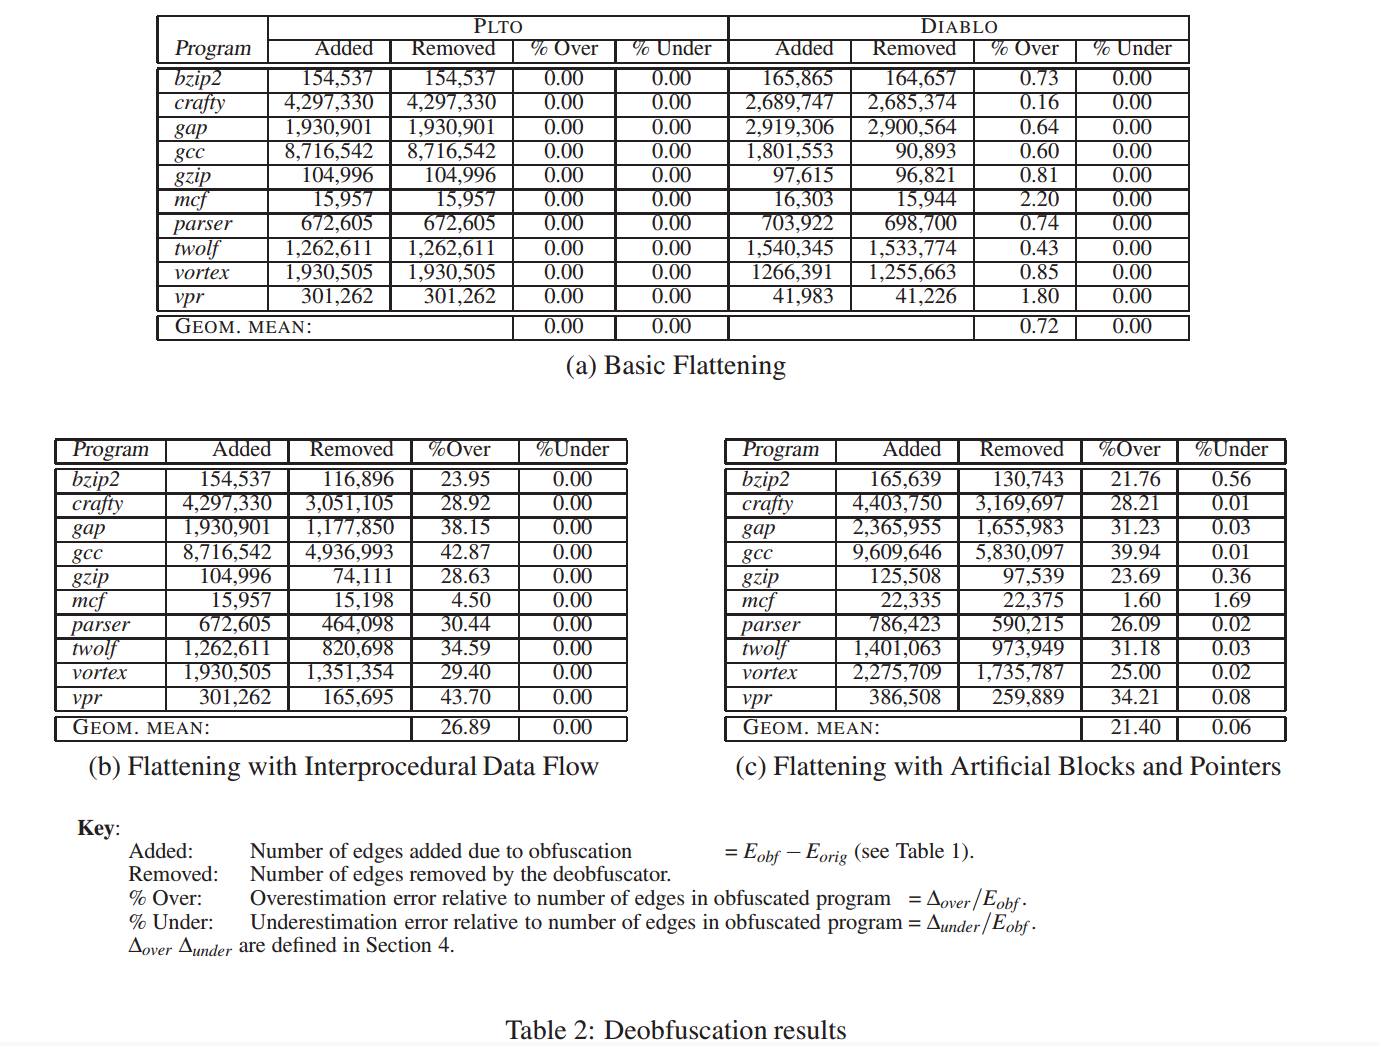 PLTO DIABLO
Program Added Removed % Over % Under Added Removed % Over % Under
bzip2 154,537 154,537 0.00 0.00 165,865 164,657 0.73 0.00
crafty 4,297,330 4,297,330 0.00 0.00 2,689,747 2,685,374 0.16 0.00
gap 1,930,901 1,930,901 0.00 0.00 2,919,306 2,900,564 0.64 0.00
gcc 8,716,542 8,716,542 0.00 0.00 1,801,553 90,893 0.60 0.00
gzip 104,996 104,996 0.00 0.00 97,615 96,821 0.81 0.00
mcf 15,957 15,957 0.00 0.00 16,303 15,944 2.20 0.00
parser 672,605 672,605 0.00 0.00 703,922 698,700 0.74 0.00
twolf 1,262,611 1,262,611 0.00 0.00 1,540,345 1,533,774 0.43 0.00
vortex 1,930,505 1,930,505 0.00 0.00 1266,391 1,255,663 0.85 0.00
vpr 301,262 301,262 0.00 0.00 41,983 41,226 1.80 0.00
GEOM. MEAN: 0.00 0.00 0.72 0.00
(a) Basic Flattening
Program Added Removed %Over %Under
bzip2 154,537 116,896 23.95 0.00
crafty 4,297,330 3,051,105 28.92 0.00
gap 1,930,901 1,177,850 38.15 0.00
gcc 8,716,542 4,936,993 42.87 0.00
gzip 104,996 74,111 28.63 0.00
mcf 15,957 15,198 4.50 0.00
parser 672,605 464,098 30.44 0.00
twolf 1,262,611 820,698 34.59 0.00
vortex 1,930,505 1,351,354 29.40 0.00
vpr 301,262 165,695 43.70 0.00
GEOM. MEAN: 26.89 0.00
(b) Flattening with Interprocedural Data Flow
Program Added Removed %Over %Under
bzip2 165,639 130,743 21.76 0.56
crafty 4,403,750 3,169,697 28.21 0.01
gap 2,365,955 1,655,983 31.23 0.03
gcc 9,609,646 5,830,097 39.94 0.01
gzip 125,508 97,539 23.69 0.36
mcf 22,335 22,375 1.60 1.69
parser 786,423 590,215 26.09 0.02
twolf 1,401,063 973,949 31.18 0.03
vortex 2,275,709 1,735,787 25.00 0.02
vpr 386,508 259,889 34.21 0.08
GEOM. MEAN: 21.40 0.06
(c) Flattening with Artificial Blocks and Pointers
Key:
Added: Number of edges added due to obfuscation = Eobf − Eorig (see Table 1).
Removed: Number of edges removed by the deobfuscator.
% Over: Overestimation error relative to number of edges in obfuscated program = Δover/Eobf.
% Under: Underestimation error relative to number of edges in obfuscated program = Δunder/Eobf.
Δover Δunder are defined in Section 4.
Table 2: Deobfuscation results